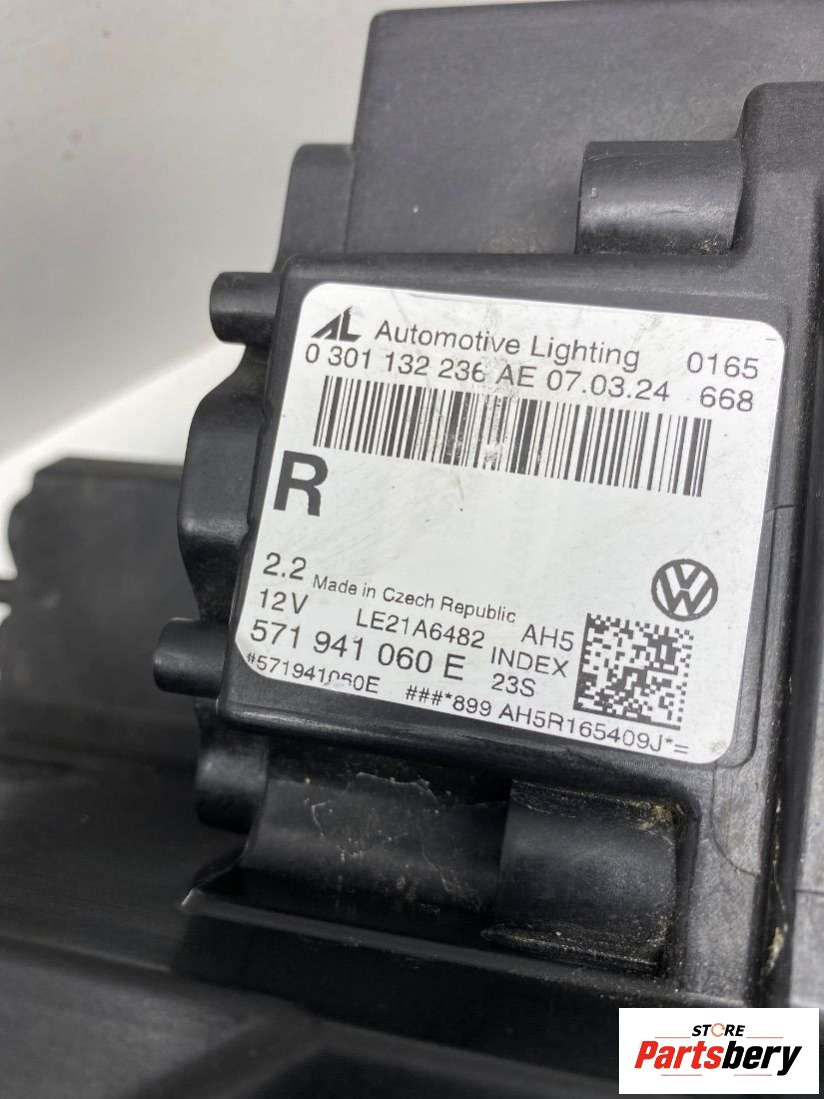 AL Automotive Lighting 0165
0 301 132 236 AE 07.03.24 668
R
2.2 Made in Czech Republic
12V LE21A6482 AH5
571 941 060 E INDEX
23S
#571941060E ###*899 AH5R165409J*=
VW
STORE
Partsbery